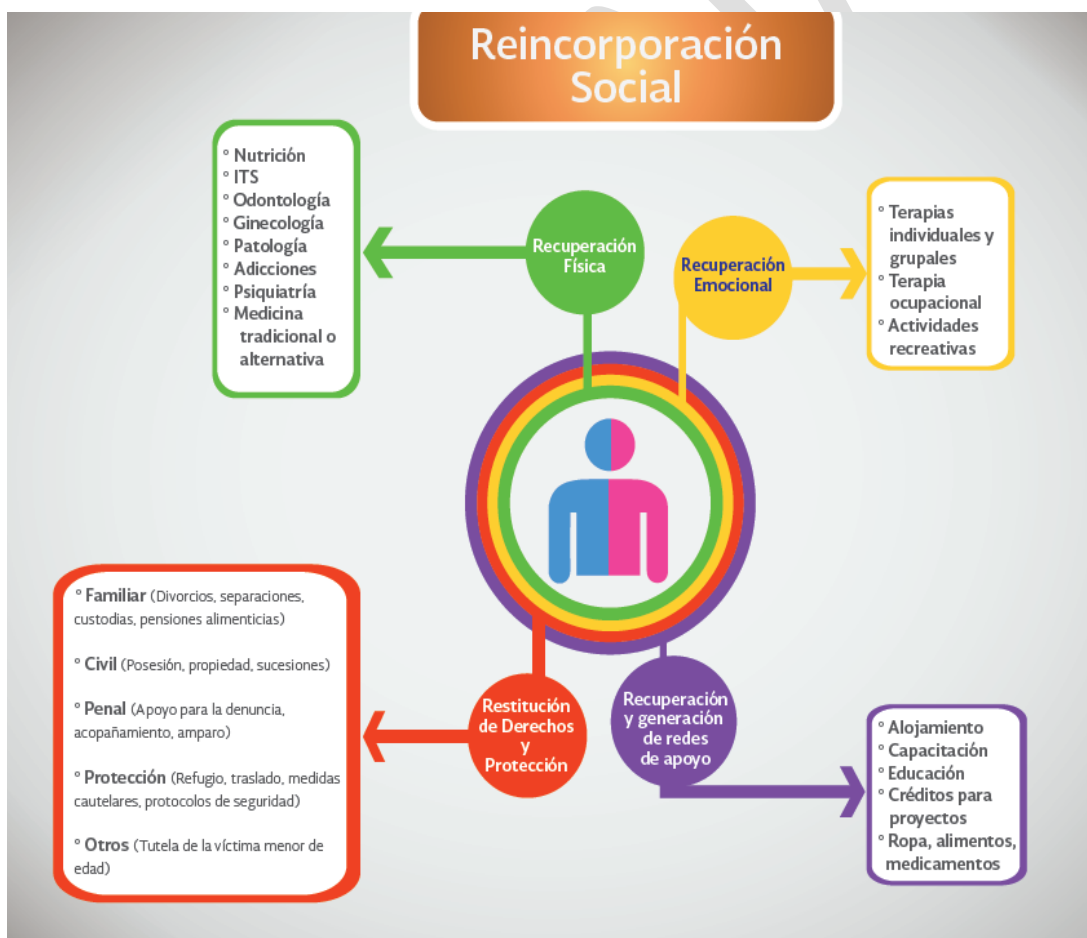 Reincorporación
Social
° Nutrición
° ITS
° Odontología
° Ginecología
° Patología
° Adicciones
° Psiquiatría
° Medicina
tradicional o
alternativa
Recuperación
Física
Recuperación
Emocional
° Terapias
individuales y
grupales
° Terapia
ocupacional
° Actividades
recreativas
° Familiar (Divorcios, separaciones,
custodias, pensiones alimenticias)
° Civil (Posesión, propiedad, sucesiones)
° Penal (Apoyo para la denuncia,
acopañamiento, amparo)
° Protección (Refugio, traslado, medidas
cautelares, protocolos de seguridad)
° Otros (Tutela de la víctima menor de
edad)
Restitución
de Derechos
y
Protección
Recuperación
y generación
de redes
de apoyo
° Alojamiento
° Capacitación
° Educación
° Créditos para
proyectos
° Ropa, alimentos,
medicamentos